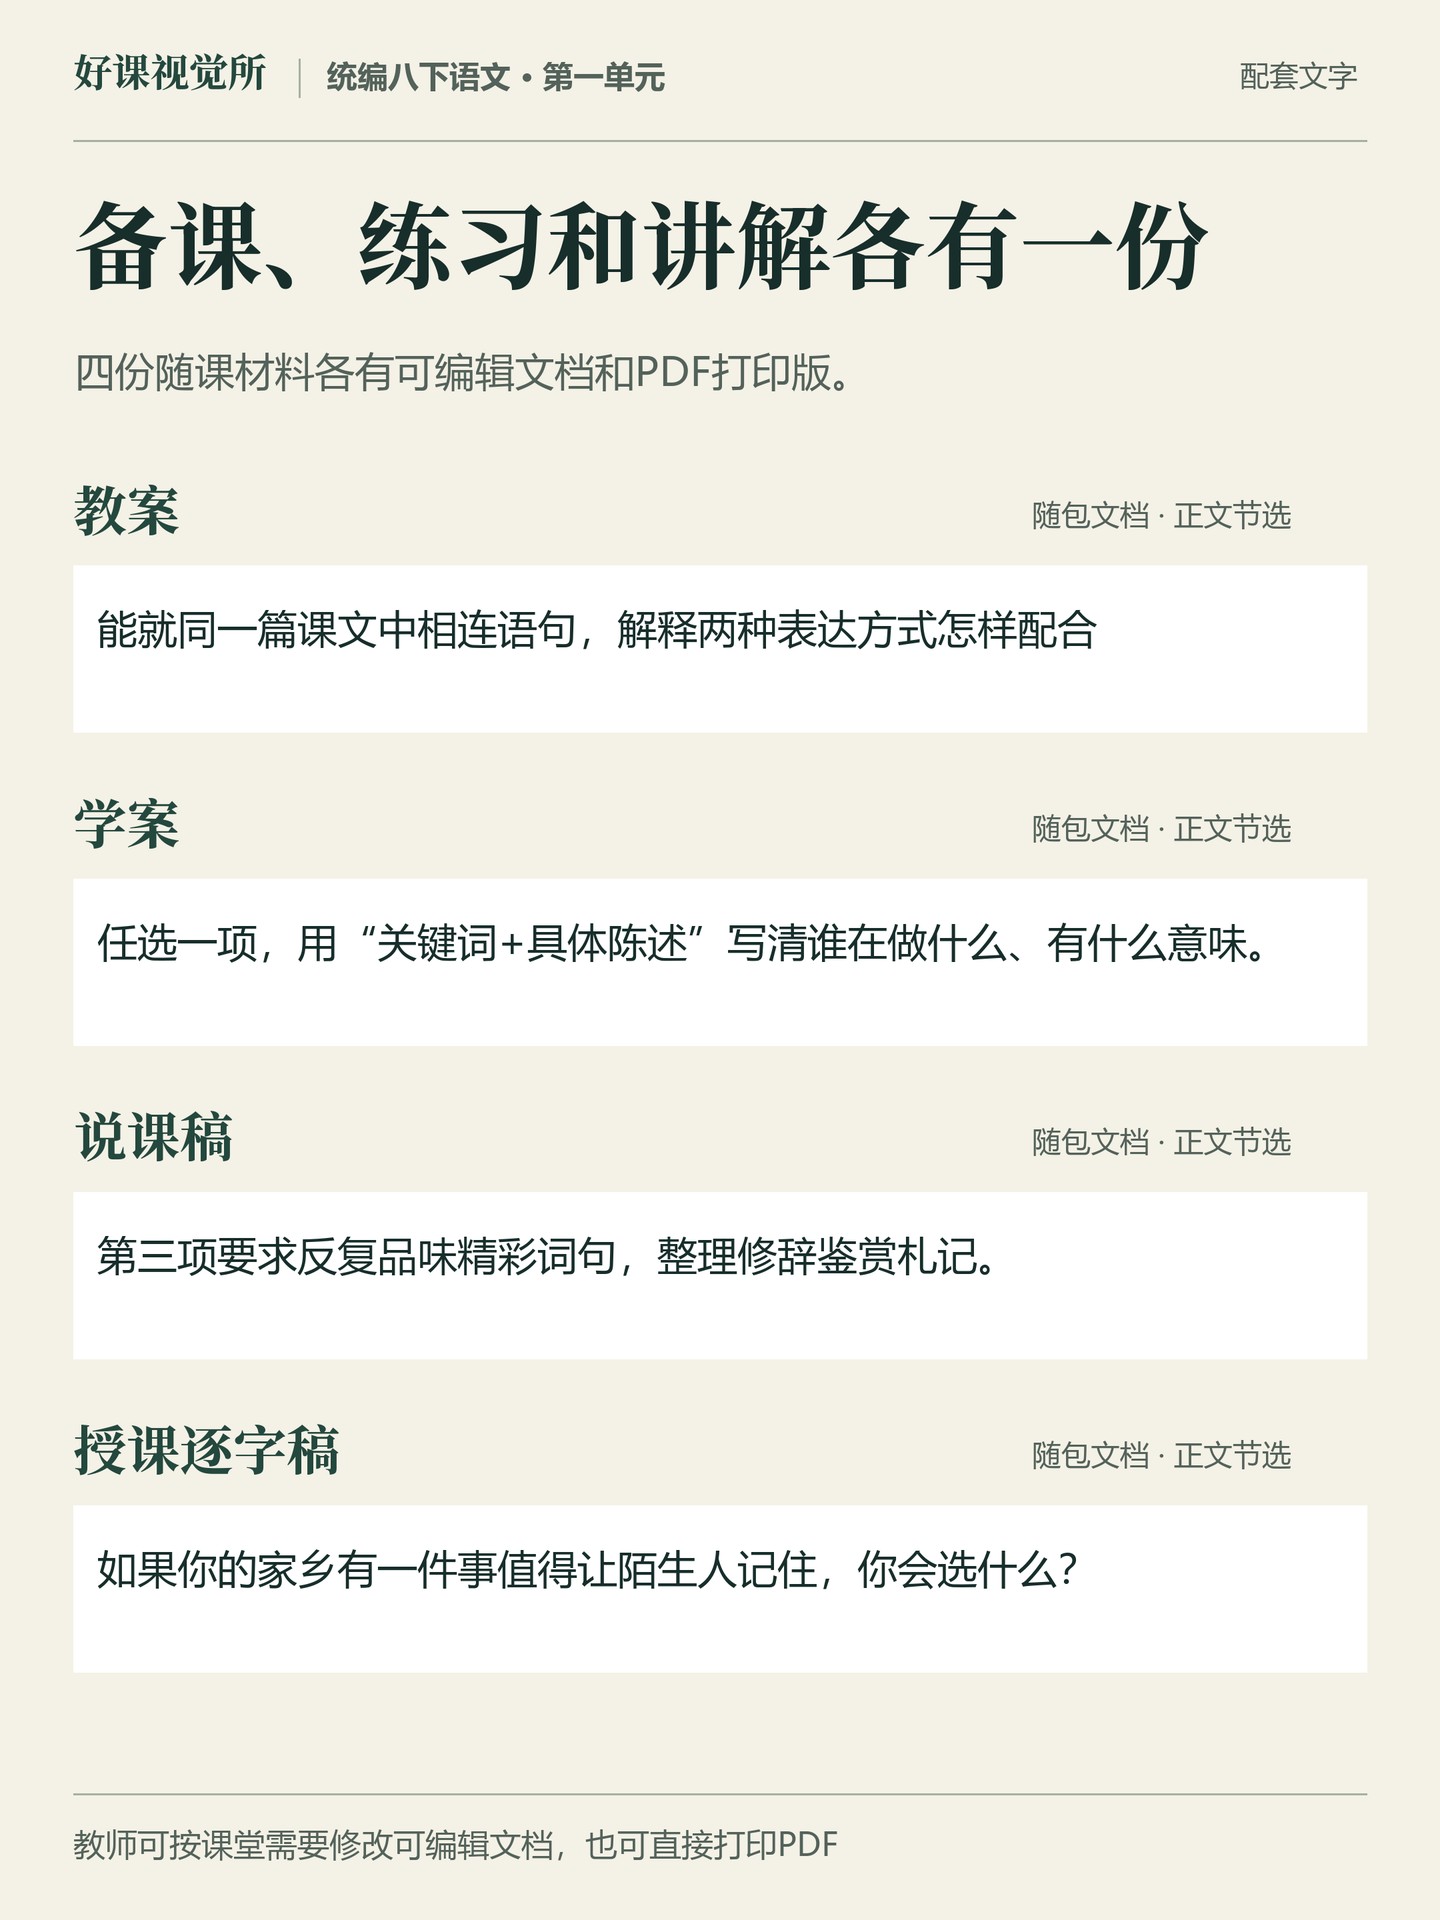 好课视觉所 统编八下语文·第一单元 配套文字
备课、练习和讲解各有一份
四份随课材料各有可编辑文档和PDF打印版。
教案 随包文档·正文节选
能就同一篇课文中相连语句，解释两种表达方式怎样配合
学案 随包文档·正文节选
任选一项，用“关键词+具体陈述”写清谁在做什么、有什么意味。
说课稿 随包文档·正文节选
第三项要求反复品味精彩词句，整理修辞鉴赏札记。
授课逐字稿 随包文档·正文节选
如果你的家乡有一件事值得让陌生人记住，你会选什么？
教师可按课堂需要修改可编辑文档，也可直接打印PDF